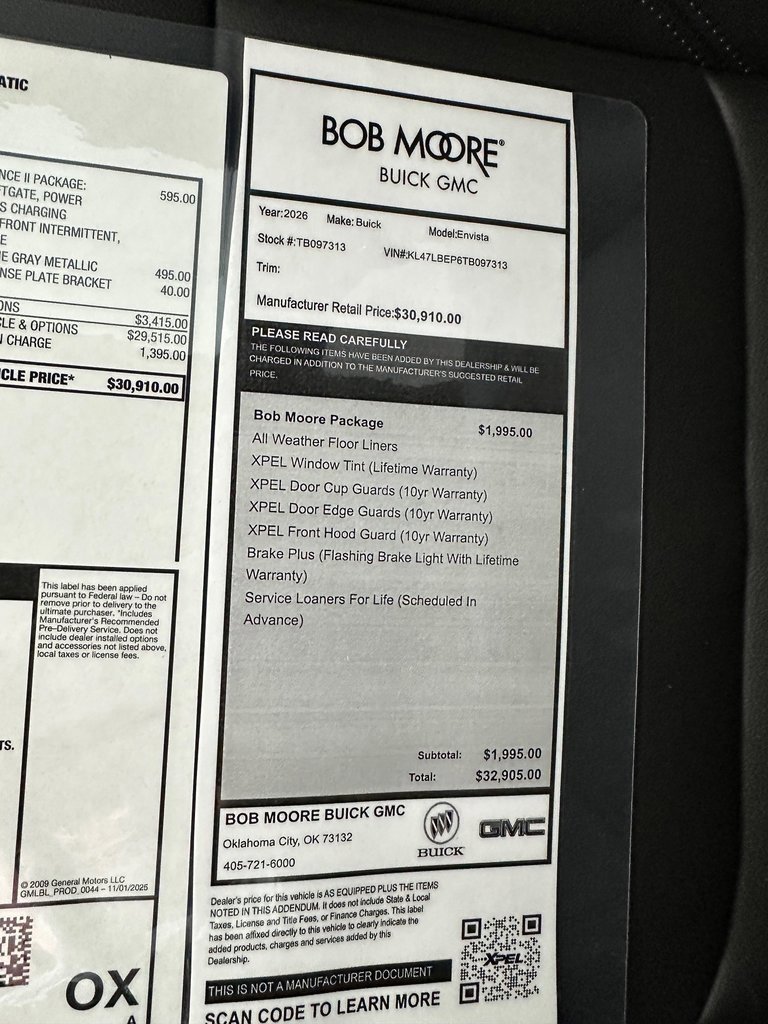 ATIC
NCE II PACKAGE:
FTGATE, POWER 595.00
S CHARGING
FRONT INTERMITTENT,
E
E GRAY METALLIC 495.00
NSE PLATE BRACKET 40.00
ONS $3,415.00
CLE & OPTIONS $29,515.00
N CHARGE 1,395.00
CLE PRICE* $30,910.00
This label has been applied
pursuant to Federal law – Do not
remove prior to delivery to the
ultimate purchaser. *Includes
Manufacturer's Recommended
Pre-Delivery Service. Does not
include dealer installed options
and accessories not listed above,
local taxes or license fees.
TS.
© 2009 General Motors LLC
GMLBL_PROD_0044 – 11/01/2025
OX
A
BOB MOORE®
BUICK GMC
Year:2026 Make:Buick Model:Envista
Stock #:TB097313 VIN#:KL47LBEP6TB097313
Trim:
Manufacturer Retail Price:$30,910.00
PLEASE READ CAREFULLY
THE FOLLOWING ITEMS HAVE BEEN ADDED BY THIS DEALERSHIP & WILL BE
CHARGED IN ADDITION TO THE MANUFACTURER'S SUGGESTED RETAIL
PRICE.
Bob Moore Package $1,995.00
All Weather Floor Liners
XPEL Window Tint (Lifetime Warranty)
XPEL Door Cup Guards (10yr Warranty)
XPEL Door Edge Guards (10yr Warranty)
XPEL Front Hood Guard (10yr Warranty)
Brake Plus (Flashing Brake Light With Lifetime
Warranty)
Service Loaners For Life (Scheduled In
Advance)
Subtotal: $1,995.00
Total: $32,905.00
BOB MOORE BUICK GMC
Oklahoma City, OK 73132
405-721-6000
BUICK
GMC
Dealer's price for this vehicle is AS EQUIPPED PLUS THE ITEMS
NOTED IN THIS ADDENDUM. It does not include State & Local
Taxes, License and Title Fees, or Finance Charges. This label
has been affixed directly to this vehicle to clearly indicate the
added products, charges and services added by this
Dealership.
XPEL
THIS IS NOT A MANUFACTURER DOCUMENT
SCAN CODE TO LEARN MORE